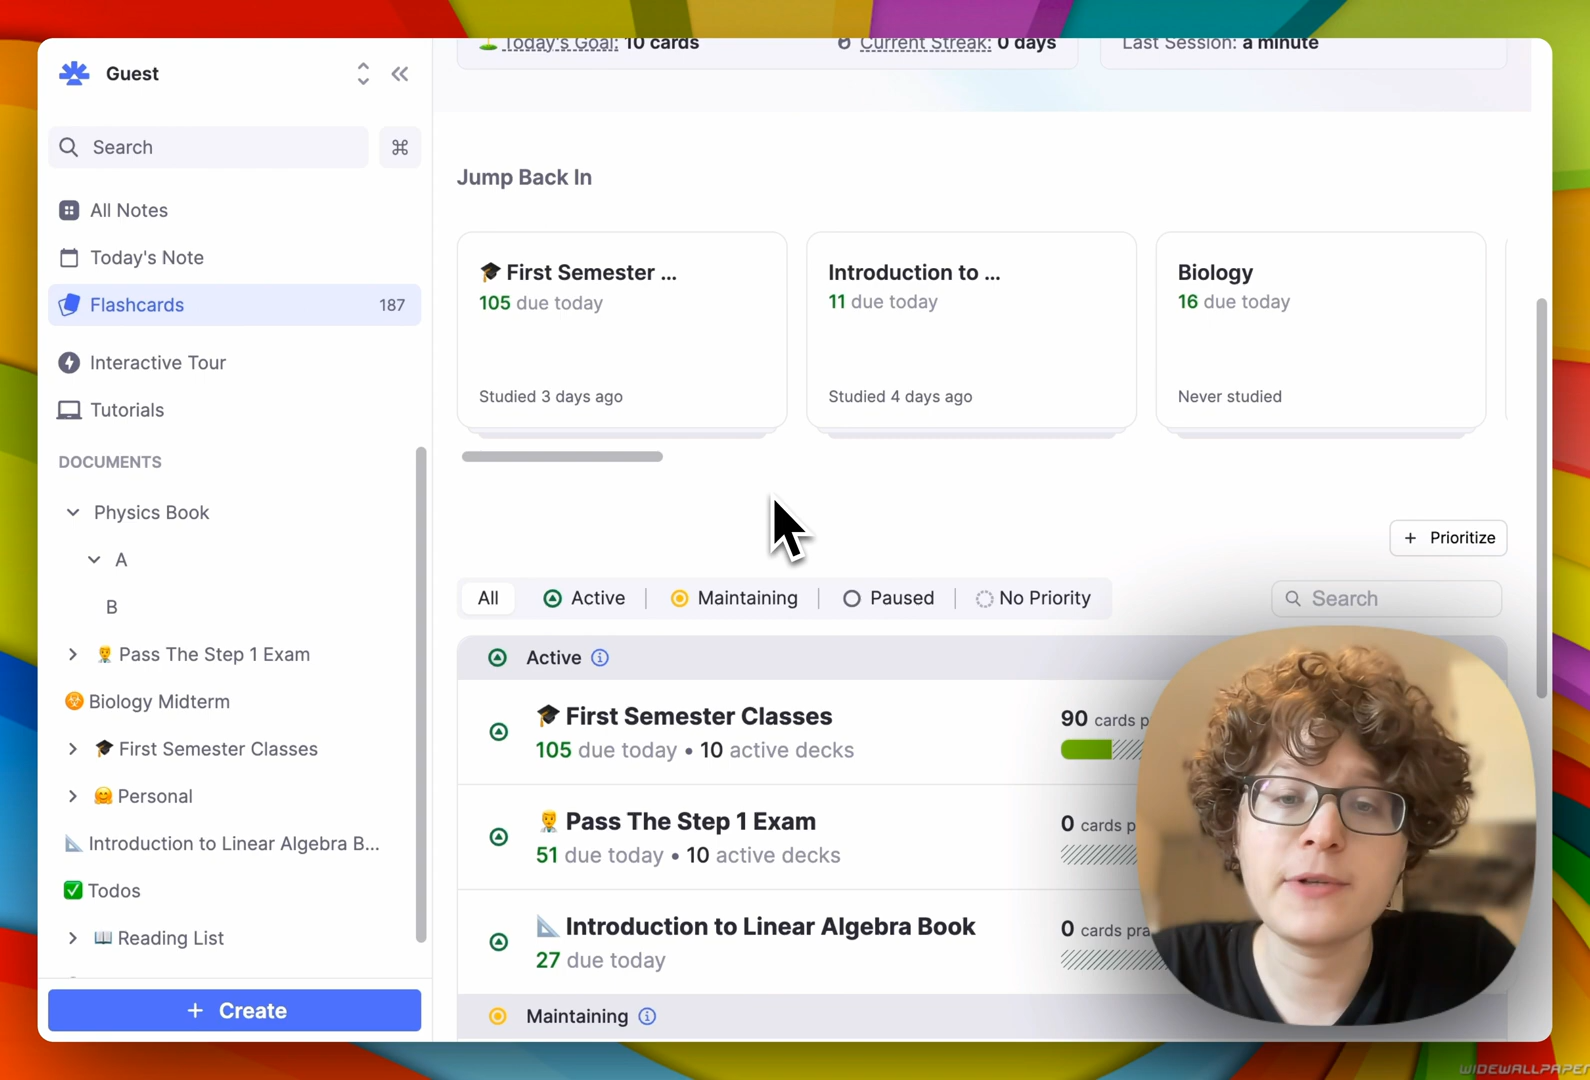 Guest
Search
⌘
All Notes
Today's Note
Flashcards 187
Interactive Tour
Tutorials
DOCUMENTS
Physics Book
A
B
Pass The Step 1 Exam
Biology Midterm
First Semester Classes
Personal
Introduction to Linear Algebra B...
Todos
Reading List
+ Create
Today's Goal: 10 cards
Current Streak: 0 days
Last Session: a minute
Jump Back In
First Semester ...
105 due today
Studied 3 days ago
Introduction to ...
11 due today
Studied 4 days ago
Biology
16 due today
Never studied
+ Prioritize
All
Active
Maintaining
Paused
No Priority
Search
Active
First Semester Classes
105 due today • 10 active decks
90 cards p
Pass The Step 1 Exam
51 due today • 10 active decks
0 cards p
Introduction to Linear Algebra Book
27 due today
0 cards pra
Maintaining
WIDEWALLPAPER